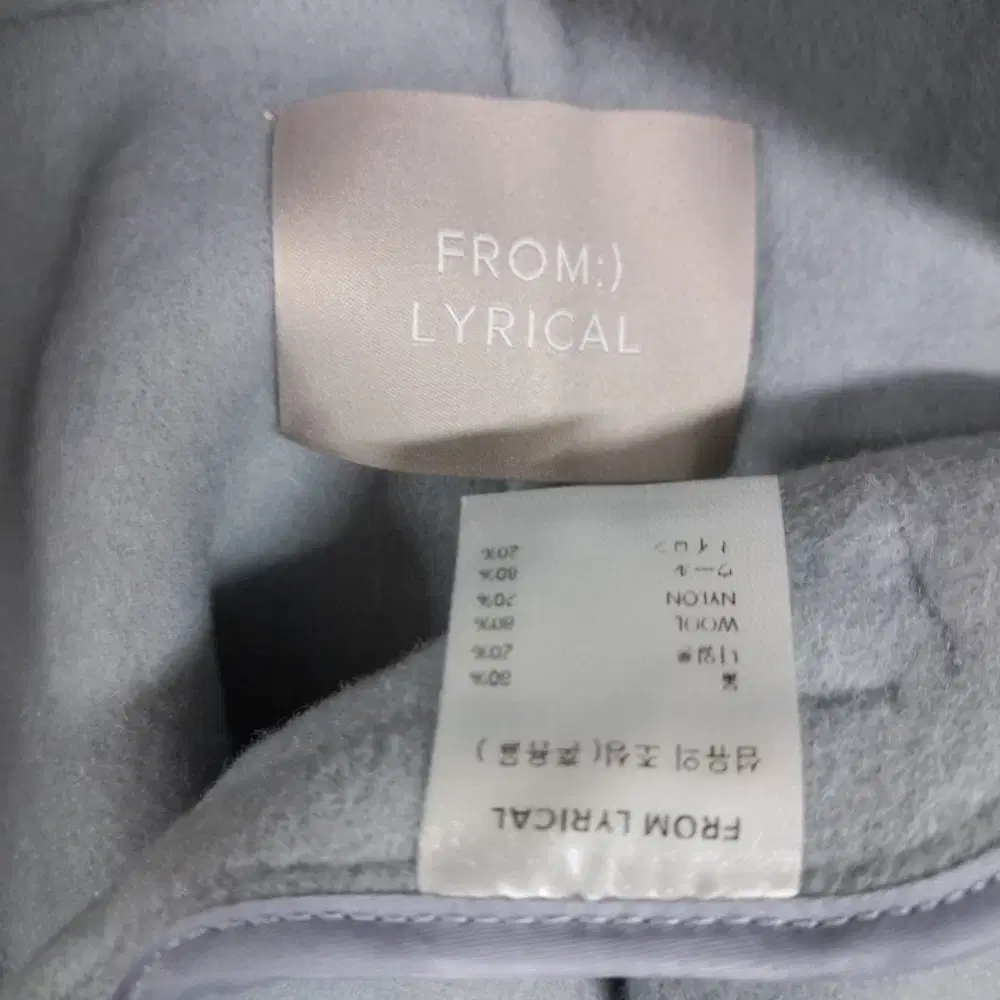 FROM:)
LYRICAL
FROM LYRICAL
섬유의 조성(혼용율)
울 80%
나일론 20%
WOOL 80%
NYLON 20%
ウール 80%
ナイロン 20%